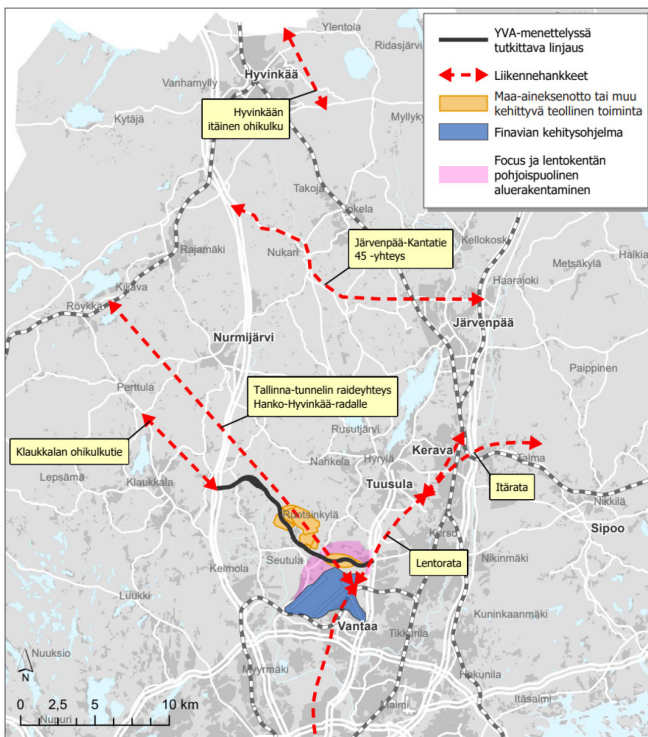 YVA-menettelyssä
tutkittava linjaus
Liikennehankkeet
Maa-aineksenotto tai muu
kehittyvä teollinen toiminta
Finavian kehitysohjelma
Focus ja lentokentän
pohjoispuolinen
aluerakentaminen
Ylentola
Ridasjärvi
Hyvinkää
Vanhamylly
Hyvinkään
itäinen ohikulku
Kytäjä
Takoja
Jokela
Järvenpää-Kantatie
45 -yhteys
Kellokoski
Metsäkylä
Nukari
Rajamäki
Haarajoki
Kiljava
Röykkä
Järvenpää
Nurmijärvi
Paippinen
Perttula
Tallinna-tunnelin raideyhteys
Hanko-Hyvinkää-radalle
Rusutjärvi
Klaukkalan ohikulkutie
Kerava
Nahkela
Hyrylä
Talma
Lepsämä
Klaukkala
Tuusula
Itärata
Nikkilä
Ruotsinkylä
Sipoo
Korso
Seutula
Nikinmäki
Keimola
Lentorata
Luukki
Kuninkaanmäki
Vantaa
Tikkurila
Nuuksio
Myyrmäki
Hakunila
N
Itäsalmi
0 2,5 5 10 km
Malmi
Nupuri